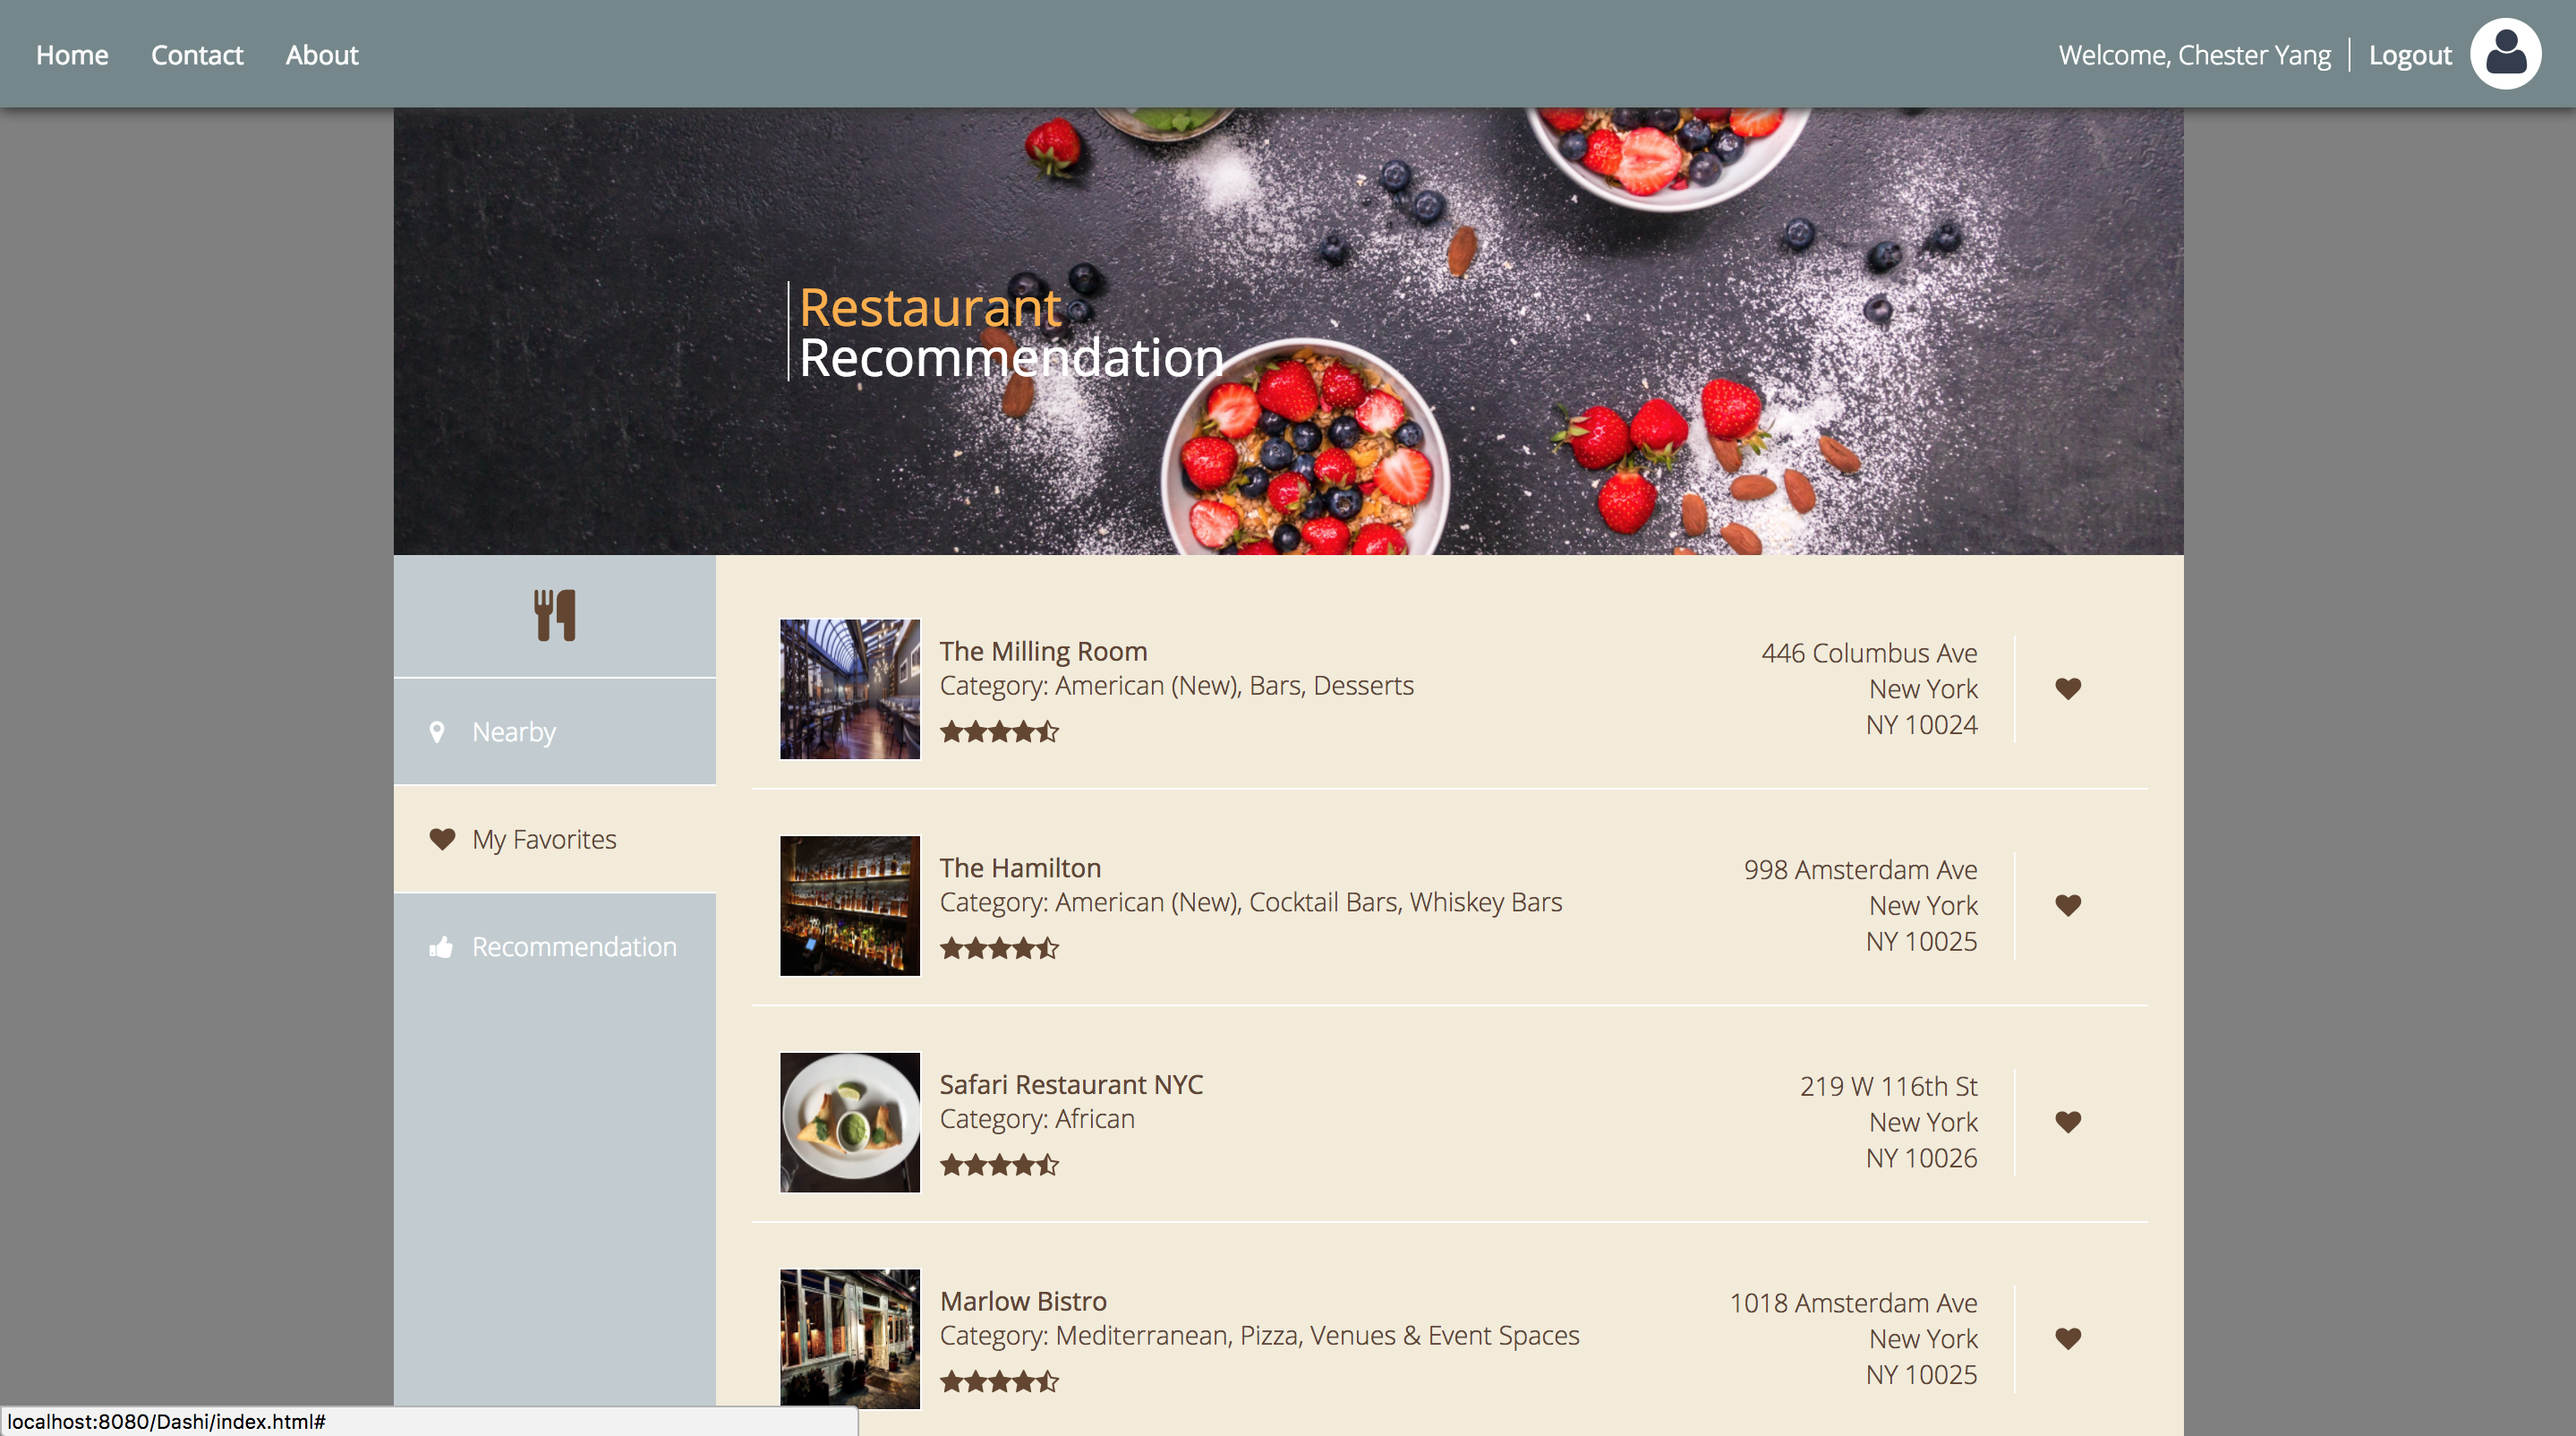 Home Contact About Welcome, Chester Yang Logout
Restaurant
Recommendation
Nearby
My Favorites
Recommendation
The Milling Room
Category: American (New), Bars, Desserts
446 Columbus Ave
New York
NY 10024
The Hamilton
Category: American (New), Cocktail Bars, Whiskey Bars
998 Amsterdam Ave
New York
NY 10025
Safari Restaurant NYC
Category: African
219 W 116th St
New York
NY 10026
Marlow Bistro
Category: Mediterranean, Pizza, Venues & Event Spaces
1018 Amsterdam Ave
New York
NY 10025
localhost:8080/Dashi/index.html#